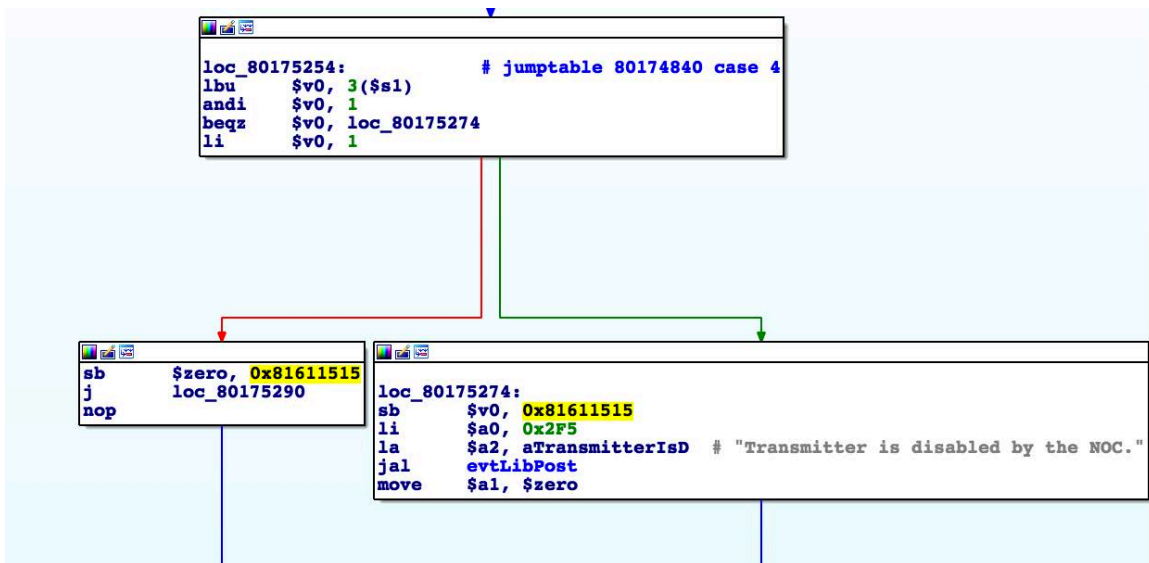 loc_80175254: # jumptable 80174840 case 4
lbu $v0, 3($s1)
andi $v0, 1
beqz $v0, loc_80175274
li $v0, 1
sb $zero, 0x81611515
j loc_80175290
nop
loc_80175274:
sb $v0, 0x81611515
li $a0, 0x2F5
la $a2, aTransmitterIsD # "Transmitter is disabled by the NOC."
jal evtLibPost
move $a1, $zero